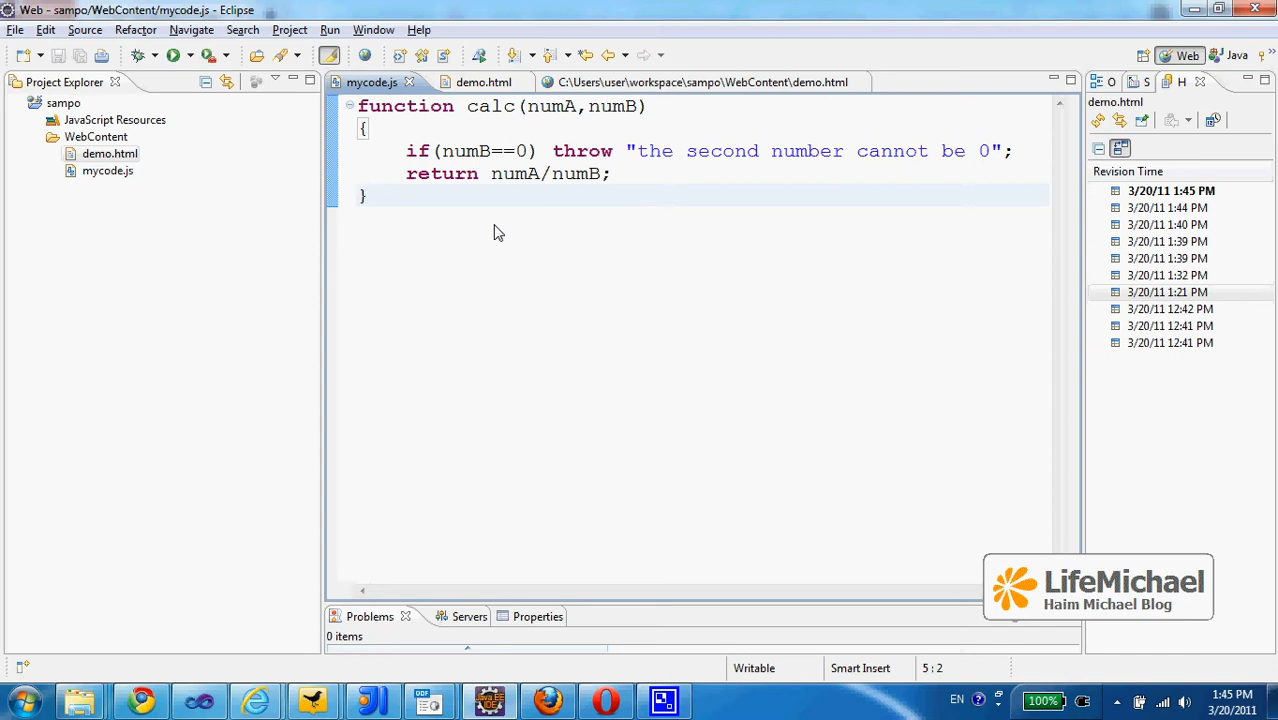 Web - sampo/WebContent/mycode.js - Eclipse
File Edit Source Refactor Navigate Search Project Run Window Help
Web Java
Project Explorer
sampo
JavaScript Resources
WebContent
demo.html
mycode.js
mycode.js demo.html C:\Users\user\workspace\sampo\WebContent\demo.html
function calc(numA,numB)
{
if(numB==0) throw "the second number cannot be 0";
return numA/numB;
}
O S H
demo.html
Revision Time
3/20/11 1:45 PM
3/20/11 1:44 PM
3/20/11 1:40 PM
3/20/11 1:39 PM
3/20/11 1:39 PM
3/20/11 1:32 PM
3/20/11 1:21 PM
3/20/11 12:42 PM
3/20/11 12:41 PM
3/20/11 12:41 PM
LifeMichael
Haim Michael Blog
Problems Servers Properties
0 items
Writable Smart Insert 5 : 2
EN 100% 1:45 PM
3/20/2011